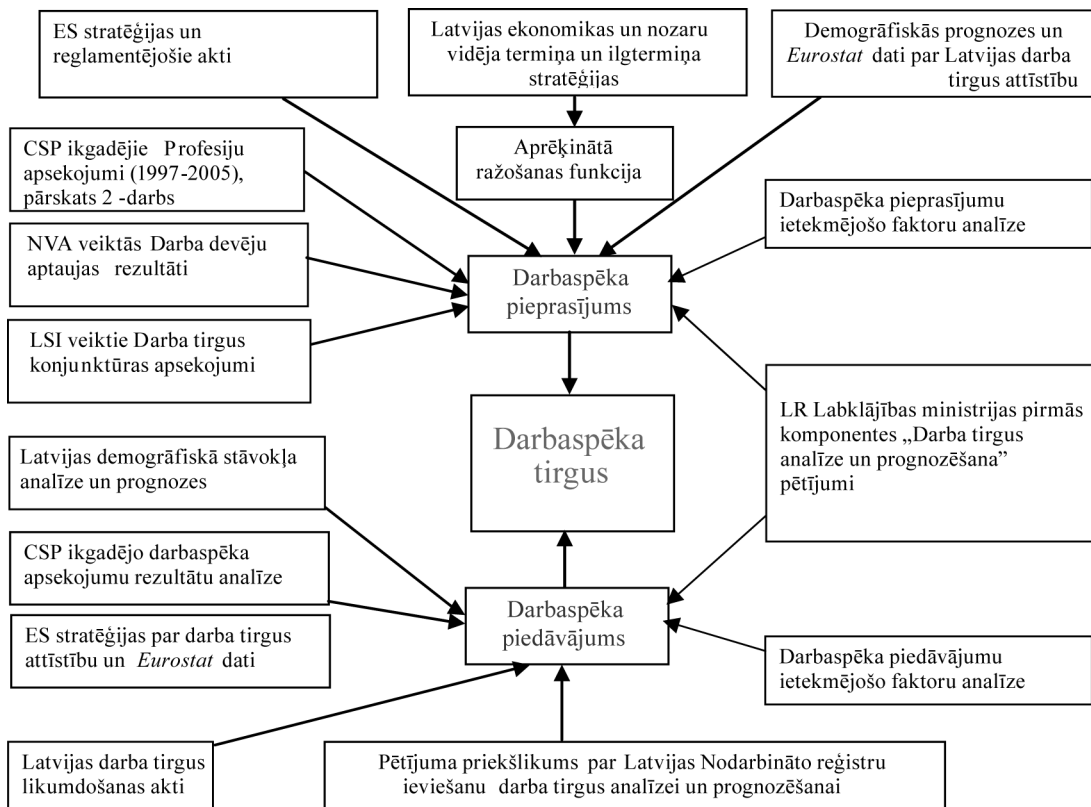 ES stratēģijas un
reglamentējošie akti
Latvijas ekonomikas un nozaru
vidēja termiņa un ilgtermiņa
stratēģijas
Demogrāfiskās prognozes un
Eurostat dati par Latvijas darba
tirgus attīstību
CSP ikgadējie Profesiju
apsekojumi (1997-2005),
pārskats 2 -darbs
Aprēķinātā
ražošanas funkcija
Darbaspēka pieprasījumu
ietekmējošo faktoru analīze
NVA veiktās Darba devēju
aptaujas rezultāti
Darbaspēka
pieprasījums
LSI veiktie Darba tirgus
konjunktūras apsekojumi
Darbaspēka
tirgus
LR Labklājības ministrijas pirmās
komponentes „Darba tirgus
analīze un prognozēšana”
pētījumi
Latvijas demogrāfiskā stāvokļa
analīze un prognozes
CSP ikgadējo darbaspēka
apsekojumu rezultātu analīze
Darbaspēka
piedāvājums
ES stratēģijas par darba tirgus
attīstību un Eurostat dati
Darbaspēka piedāvājumu
ietekmējošo faktoru analīze
Latvijas darba tirgus
likumdošanas akti
Pētījuma priekšlikums par Latvijas Nodarbināto reģistru
ieviešanu darba tirgus analīzei un prognozēšanai